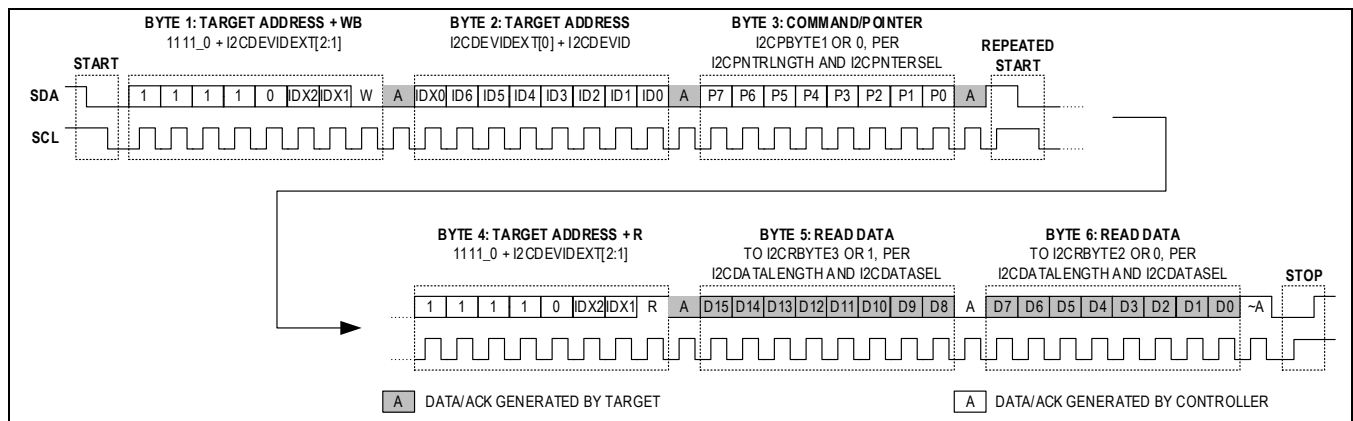 BYTE 1: TARGET ADDRESS + WB
1111_0 + I2CDEVIDEXT[2:1]
BYTE 2: TARGET ADDRESS
I2CDEVIDEXT[0] + I2CDEVID
BYTE 3: COMMAND/POINTER
I2CPBYTE1 OR 0, PER
I2CPNTRLNGTH AND I2CPNTERSEL
START
REPEATED
START
SDA 1 1 1 1 0 IDX2 IDX1 W A IDX0 ID6 ID5 ID4 ID3 ID2 ID1 ID0 A P7 P6 P5 P4 P3 P2 P1 P0 A
SCL
BYTE 4: TARGET ADDRESS + R
1111_0 + I2CDEVIDEXT[2:1]
BYTE 5: READ DATA
TO I2CRBYTE3 OR 1, PER
I2CDATALENGTH AND I2CDATASEL
BYTE 6: READ DATA
TO I2CRBYTE2 OR 0, PER
I2CDATALENGTH AND I2CDATASEL
STOP
1 1 1 1 0 IDX2 IDX1 R A D15 D14 D13 D12 D11 D10 D9 D8 A D7 D6 D5 D4 D3 D2 D1 D0 ~A
A DATA/ACK GENERATED BY TARGET
A DATA/ACK GENERATED BY CONTROLLER